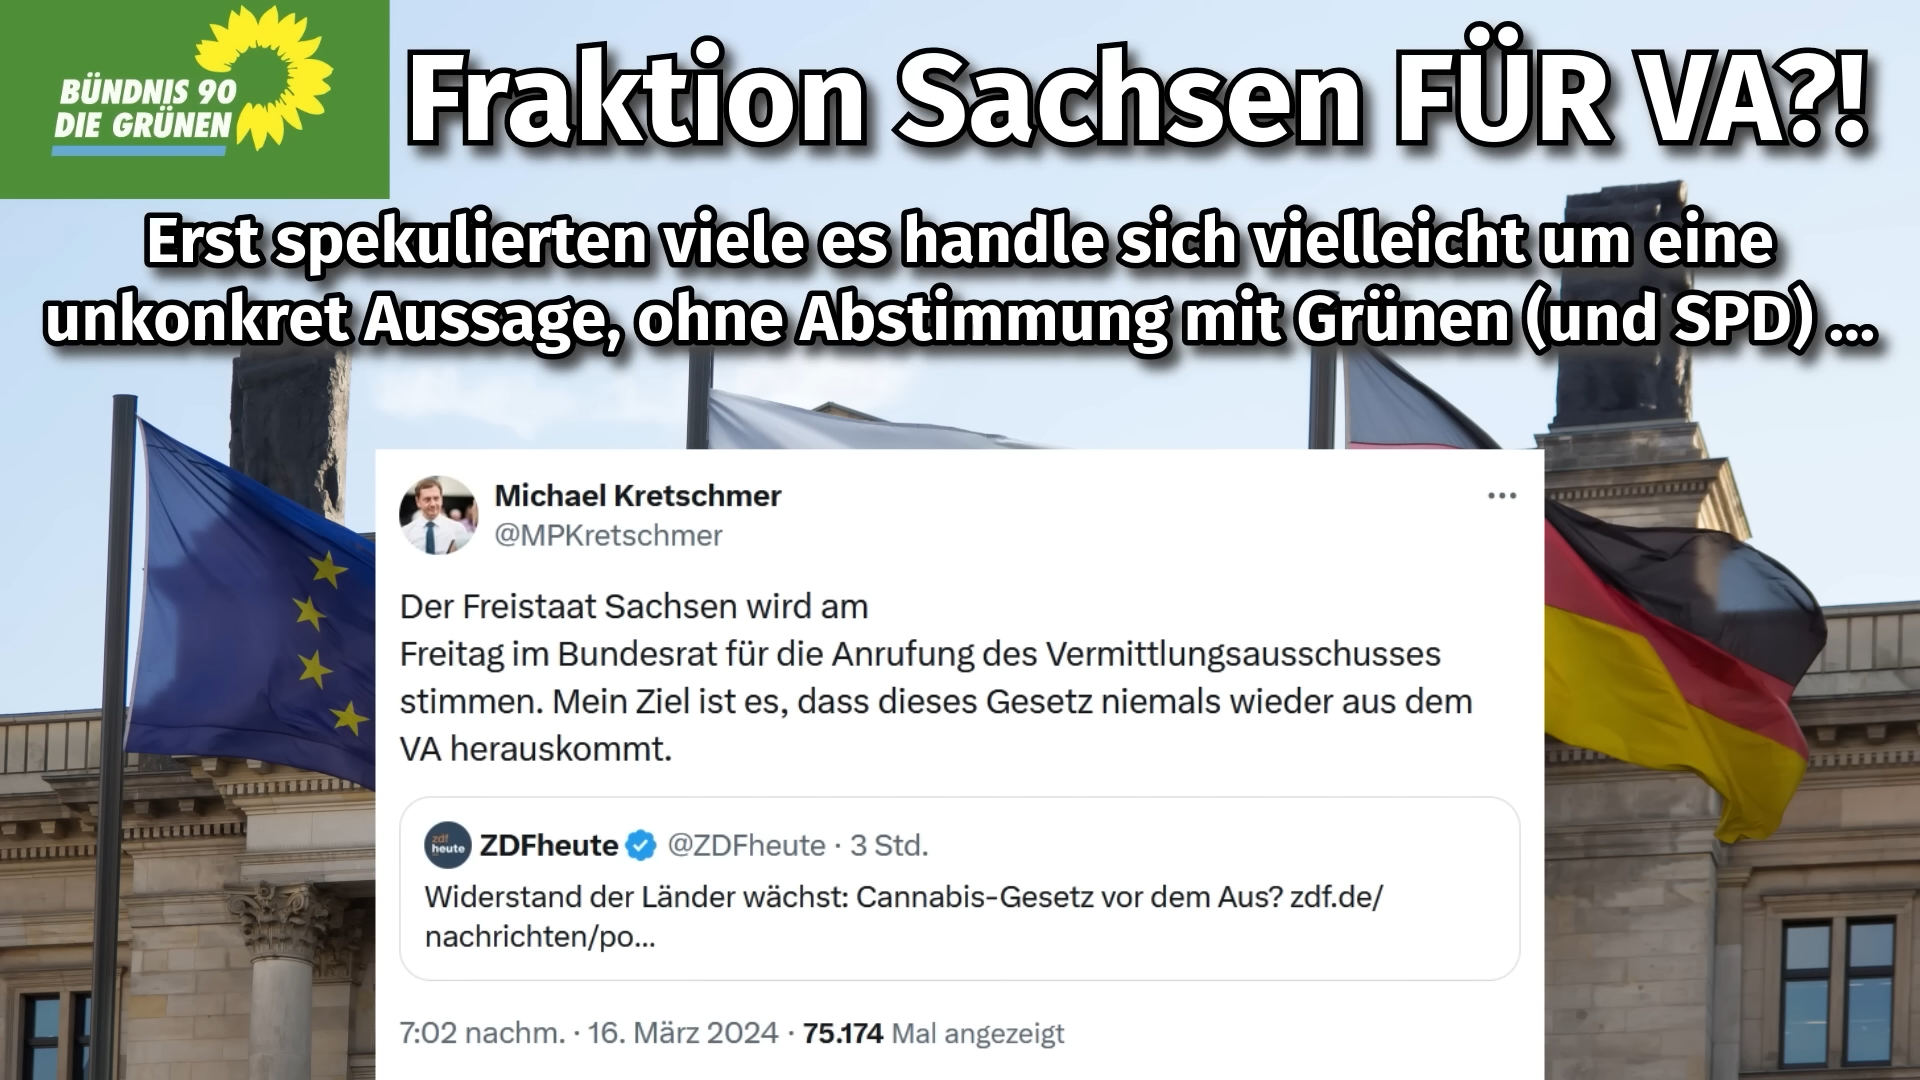 BÜNDNIS 90
DIE GRÜNEN
Fraktion Sachsen FÜR VA?!
Erst spekulierten viele es handle sich vielleicht um eine
unkonkret Aussage, ohne Abstimmung mit Grünen (und SPD) ...
Michael Kretschmer
@MPKretschmer
Der Freistaat Sachsen wird am
Freitag im Bundesrat für die Anrufung des Vermittlungsausschusses
stimmen. Mein Ziel ist es, dass dieses Gesetz niemals wieder aus dem
VA herauskommt.
zdf
heute
ZDFheute @ZDFheute · 3 Std.
Widerstand der Länder wächst: Cannabis-Gesetz vor dem Aus? zdf.de/
nachrichten/po...
7:02 nachm. · 16. März 2024 · 75.174 Mal angezeigt